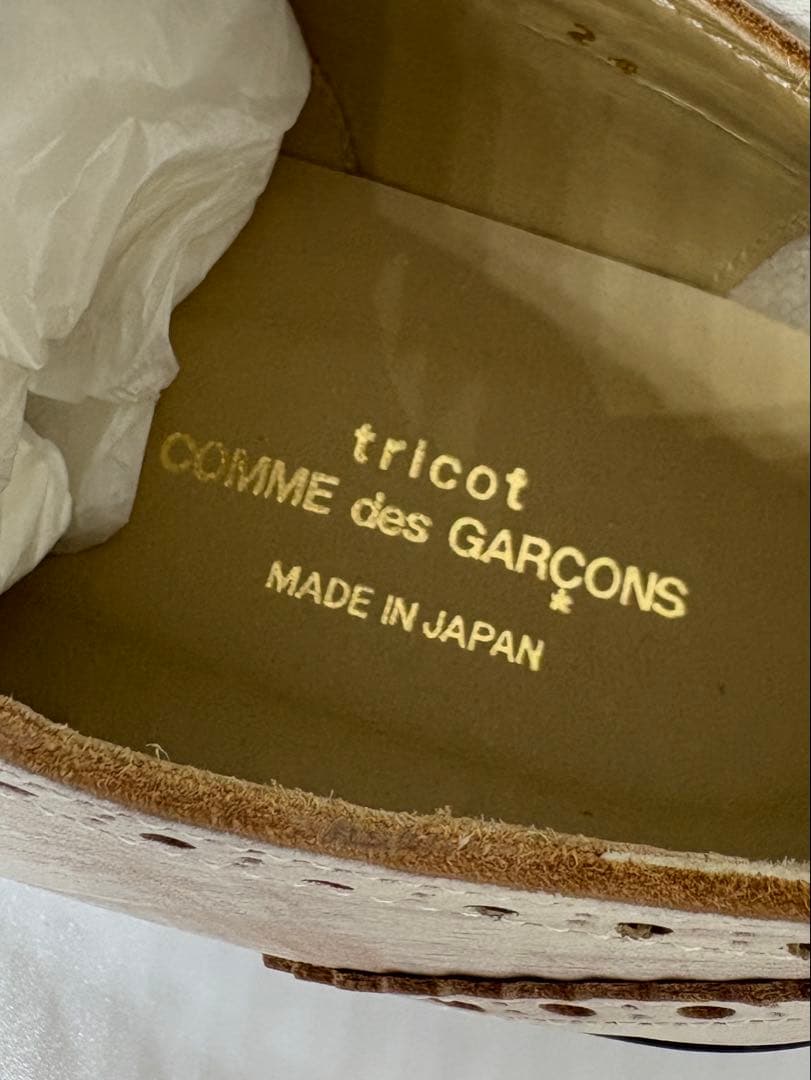 tricot
COMME des GARÇONS
MADE IN JAPAN